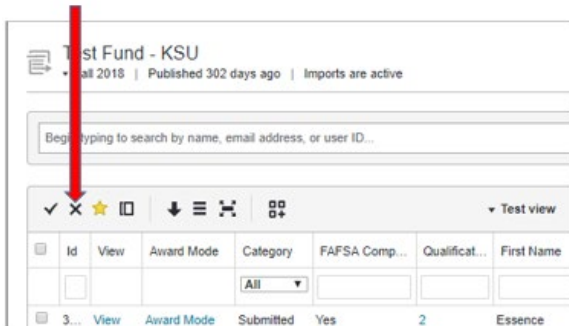 Test Fund - KSU
Fall 2018 | Published 302 days ago | Imports are active
Begin typing to search by name, email address, or user ID...
Test view
Id View Award Mode Category FAFSA Comp... Qualificat... First Name
All
3... View Award Mode Submitted Yes 2 Essence